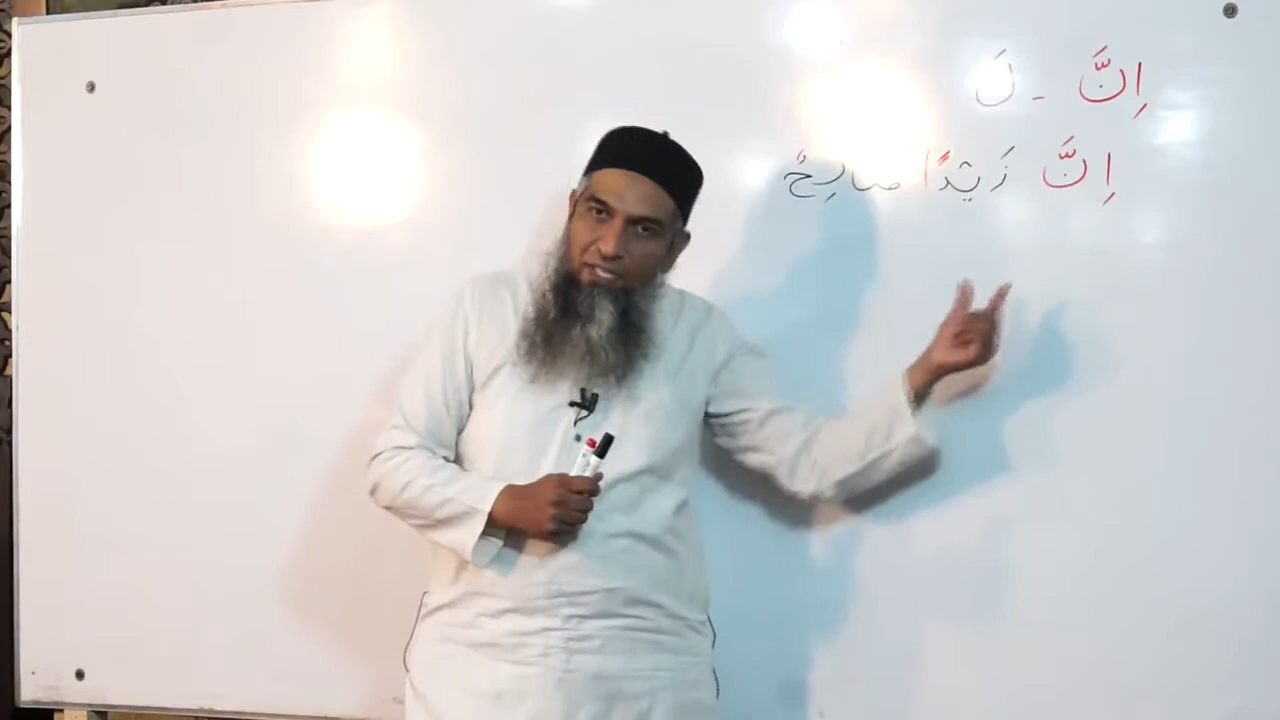 اِنَّ - لَ
اِنَّ زَيْدًا صَالِحٌ